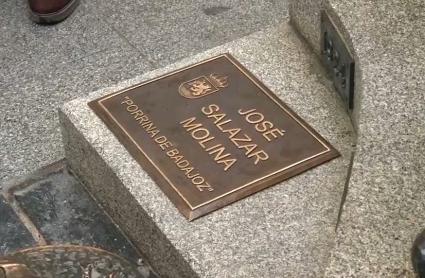 JOSÉ
SALAZAR
MOLINA
"PORRINA DE BADAJOZ"